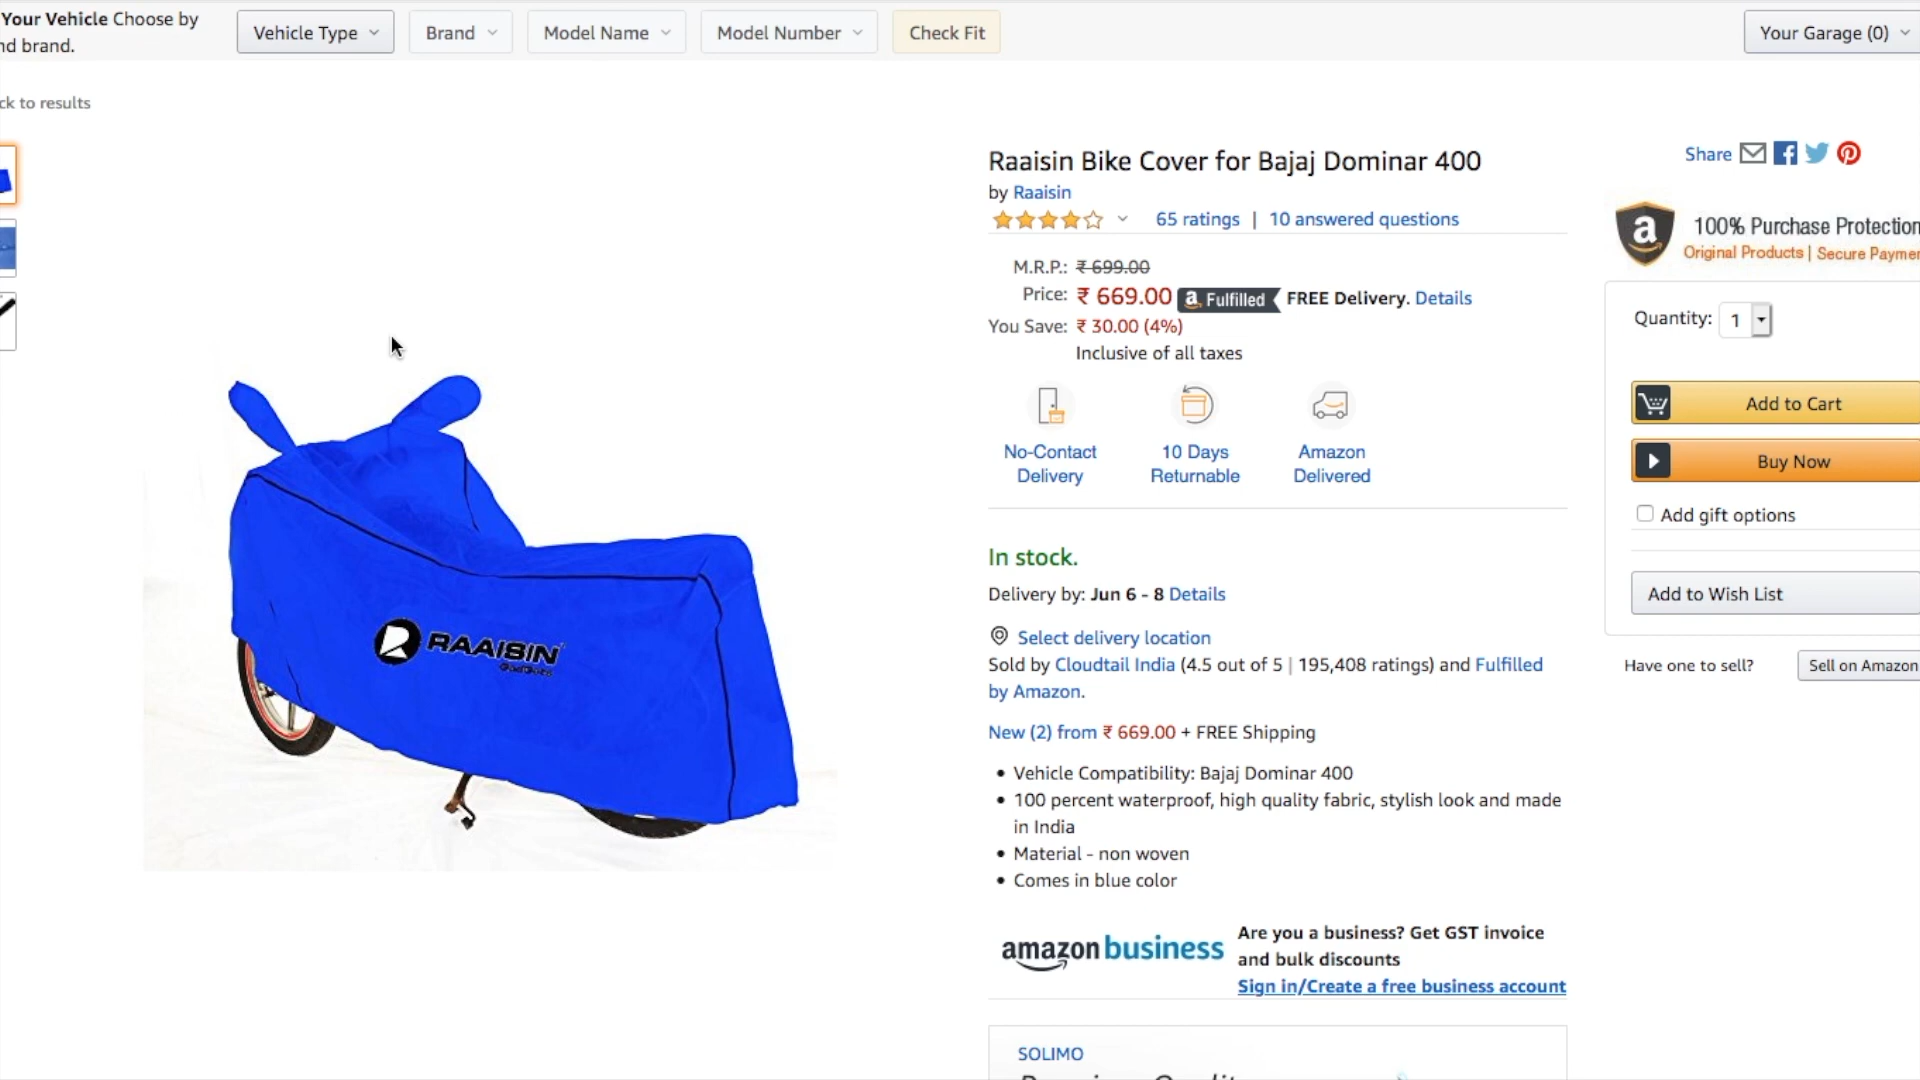 Your Vehicle Choose by
nd brand.
Vehicle Type
Brand
Model Name
Model Number
Check Fit
Your Garage (0)
ck to results
Raaisin Bike Cover for Bajaj Dominar 400
by Raaisin
65 ratings | 10 answered questions
M.R.P.: ₹ 699.00
Price: ₹ 669.00 a Fulfilled FREE Delivery. Details
You Save: ₹ 30.00 (4%)
Inclusive of all taxes
No-Contact
Delivery
10 Days
Returnable
Amazon
Delivered
In stock.
Delivery by: Jun 6 - 8 Details
Select delivery location
Sold by Cloudtail India (4.5 out of 5 | 195,408 ratings) and Fulfilled
by Amazon.
New (2) from ₹ 669.00 + FREE Shipping
• Vehicle Compatibility: Bajaj Dominar 400
• 100 percent waterproof, high quality fabric, stylish look and made
in India
• Material - non woven
• Comes in blue color
amazon business
Are you a business? Get GST invoice
and bulk discounts
Sign in/Create a free business account
SOLIMO
Share
a
100% Purchase Protection
Original Products | Secure Paymen
Quantity: 1
Add to Cart
Buy Now
Add gift options
Add to Wish List
Have one to sell?
Sell on Amazon
RAAISIN